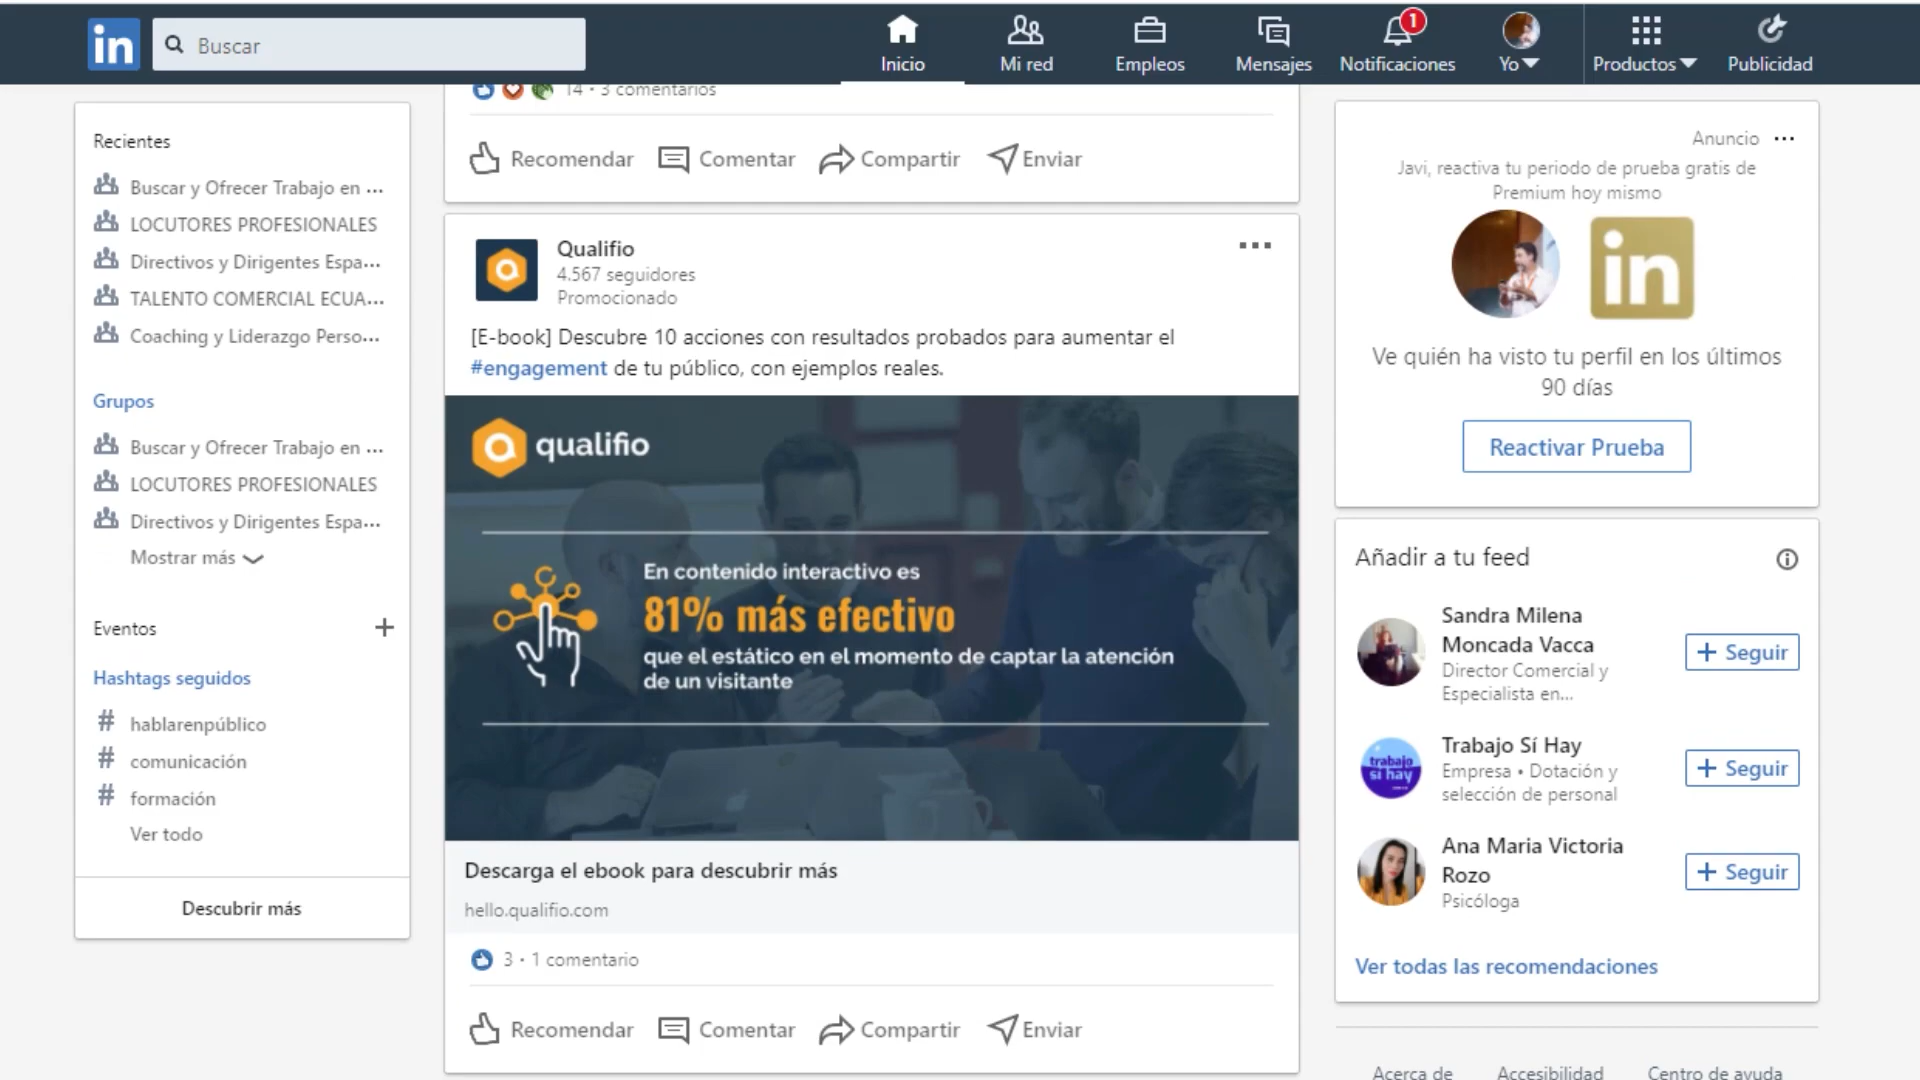 in
Buscar
Inicio
Mi red
Empleos
Mensajes
1
Notificaciones
Yo
Productos
Publicidad
Recientes
Buscar y Ofrecer Trabajo en ...
LOCUTORES PROFESIONALES
Directivos y Dirigentes Espa...
TALENTO COMERCIAL ECUA...
Coaching y Liderazgo Perso...
Grupos
Buscar y Ofrecer Trabajo en ...
LOCUTORES PROFESIONALES
Directivos y Dirigentes Espa...
Mostrar más
Eventos
Hashtags seguidos
# hablarenpúblico
# comunicación
# formación
Ver todo
Descubrir más
14 · 3 comentarios
Recomendar Comentar Compartir Enviar
Qualifio
4.567 seguidores
Promocionado
[E-book] Descubre 10 acciones con resultados probados para aumentar el
#engagement de tu público, con ejemplos reales.
qualifio
En contenido interactivo es
81% más efectivo
que el estático en el momento de captar la atención
de un visitante
Descarga el ebook para descubrir más
hello.qualifio.com
3 · 1 comentario
Recomendar Comentar Compartir Enviar
Anuncio
Javi, reactiva tu periodo de prueba gratis de
Premium hoy mismo
in
Ve quién ha visto tu perfil en los últimos
90 días
Reactivar Prueba
Añadir a tu feed
Sandra Milena
Moncada Vacca
Director Comercial y
Especialista en...
+ Seguir
trabajo
sí hay
Trabajo Sí Hay
Empresa • Dotación y
selección de personal
+ Seguir
Ana Maria Victoria
Rozo
Psicóloga
+ Seguir
Ver todas las recomendaciones
Acerca de Accesibilidad Centro de ayuda